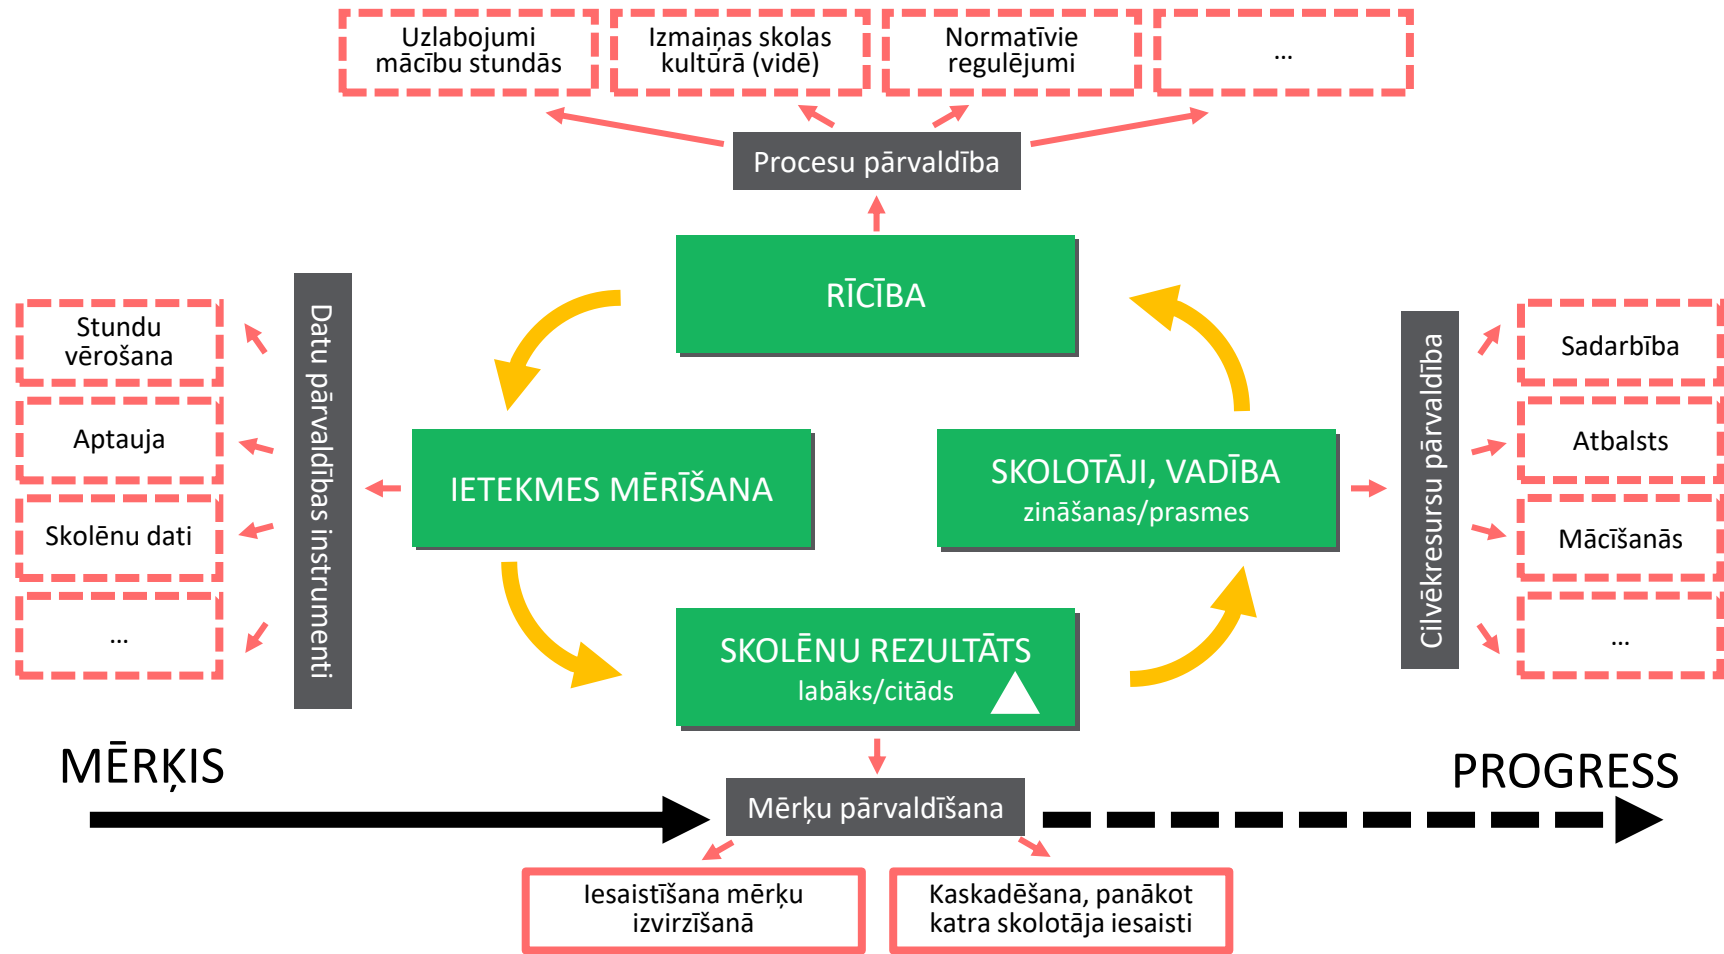 Uzlabojumi
mācību stundās
Izmaiņas skolas
kultūrā (vidē)
Normatīvie
regulējumi
...
Procesu pārvaldība
RĪCĪBA
Stundu
vērošana
Aptauja
Skolēnu dati
...
Datu pārvaldības instrumenti
IETEKMES MĒRĪŠANA
SKOLOTĀJI, VADĪBA
zināšanas/prasmes
Cilvēkresursu pārvaldība
Sadarbība
Atbalsts
Mācīšanās
...
SKOLĒNU REZULTĀTS
labāks/citāds
MĒRĶIS
PROGRESS
Mērķu pārvaldīšana
Iesaistīšana mērķu
izvirzīšanā
Kaskadēšana, panākot
katra skolotāja iesaisti